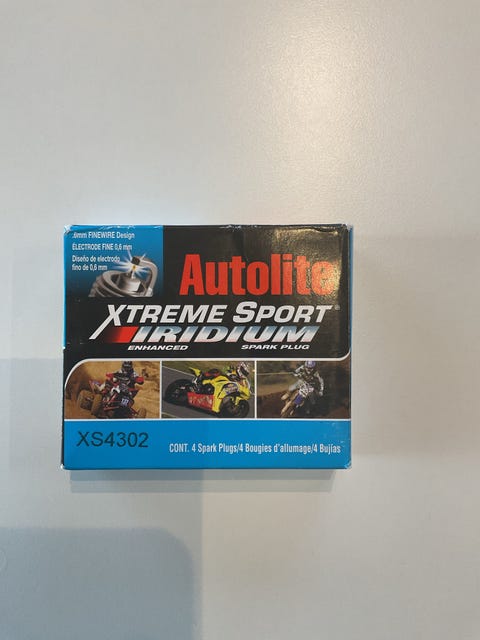 .6mm FINEWIRE Design
ÉLECTRODE FINE 0,6 mm
Diseño de electrodo
fino de 0,6 mm
Autolite
XTREME SPORT®
IRIDIUM
ENHANCED SPARK PLUG
XS4302
CONT. 4 Spark Plugs/4 Bougies d'allumage/4 Bujías